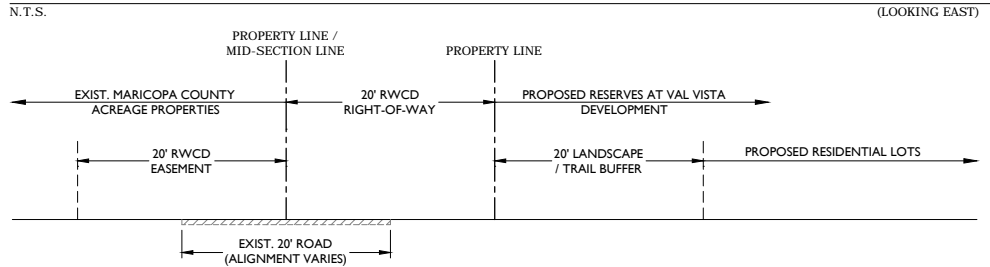 N.T.S.
(LOOKING EAST)
PROPERTY LINE /
MID-SECTION LINE
PROPERTY LINE
EXIST. MARICOPA COUNTY
ACREAGE PROPERTIES
20' RWCD
RIGHT-OF-WAY
PROPOSED RESERVES AT VAL VISTA
DEVELOPMENT
20' RWCD
EASEMENT
20' LANDSCAPE
/ TRAIL BUFFER
PROPOSED RESIDENTIAL LOTS
EXIST. 20' ROAD
(ALIGNMENT VARIES)